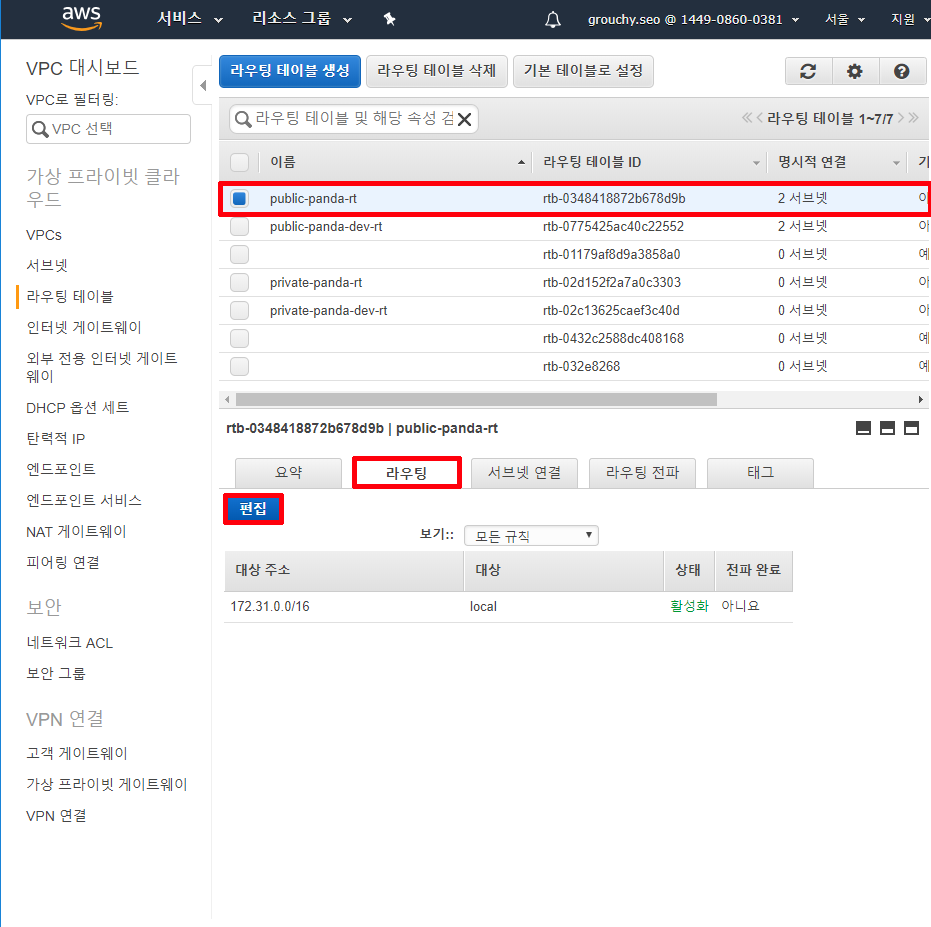 aws 서비스 리소스 그룹 grouchy.seo @ 1449-0860-0381 서울 지원
VPC 대시보드
VPC로 필터링:
VPC 선택
가상 프라이빗 클라
우드
VPCs
서브넷
라우팅 테이블
인터넷 게이트웨이
외부 전용 인터넷 게이트
웨이
DHCP 옵션 세트
탄력적 IP
엔드포인트
엔드포인트 서비스
NAT 게이트웨이
피어링 연결
보안
네트워크 ACL
보안 그룹
VPN 연결
고객 게이트웨이
가상 프라이빗 게이트웨이
VPN 연결
라우팅 테이블 생성 라우팅 테이블 삭제 기본 테이블로 설정
라우팅 테이블 및 해당 속성 검 라우팅 테이블 1~7/7
이름 라우팅 테이블 ID 명시적 연결
public-panda-rt rtb-0348418872b678d9b 2 서브넷
public-panda-dev-rt rtb-0775425ac40c22552 2 서브넷
rtb-01179af8d9a3858a0 0 서브넷 예
private-panda-rt rtb-02d152f2a7a0c3303 0 서브넷
private-panda-dev-rt rtb-02c13625caef3c40d 0 서브넷
rtb-0432c2588dc408168 0 서브넷 예
rtb-032e8268 0 서브넷 예
rtb-0348418872b678d9b | public-panda-rt
요약 라우팅 서브넷 연결 라우팅 전파 태그
편집
보기:: 모든 규칙
대상 주소 대상 상태 전파 완료
172.31.0.0/16 local 활성화 아니요